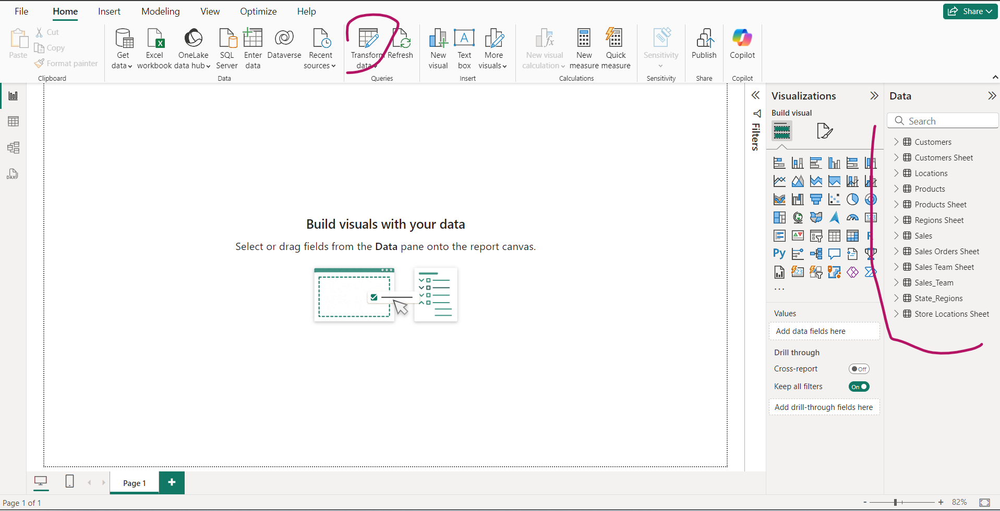 File Home Insert Modeling View Optimize Help
Share
Paste
Cut
Copy
Format painter
Clipboard
Get data
Excel workbook
OneLake data hub
SQL Server
Enter data
Dataverse
Recent sources
Data
Transform data
Refresh
Queries
New visual
Text box
More visuals
Insert
New visual calculation
New measure
Quick measure
Calculations
Sensitivity
Sensitivity
Publish
Share
Copilot
Copilot
Build visuals with your data
Select or drag fields from the Data pane onto the report canvas.
Filters
Visualizations
Build visual
Values
Add data fields here
Drill through
Cross-report
Off
Keep all filters
On
Add drill-through fields here
Data
Search
Customers
Customers Sheet
Locations
Products
Products Sheet
Regions Sheet
Sales
Sales Orders Sheet
Sales Team Sheet
Sales_Team
State_Regions
Store Locations Sheet
Page 1
Page 1 of 1
82%
A
fx
DAX
123
R
Py
123